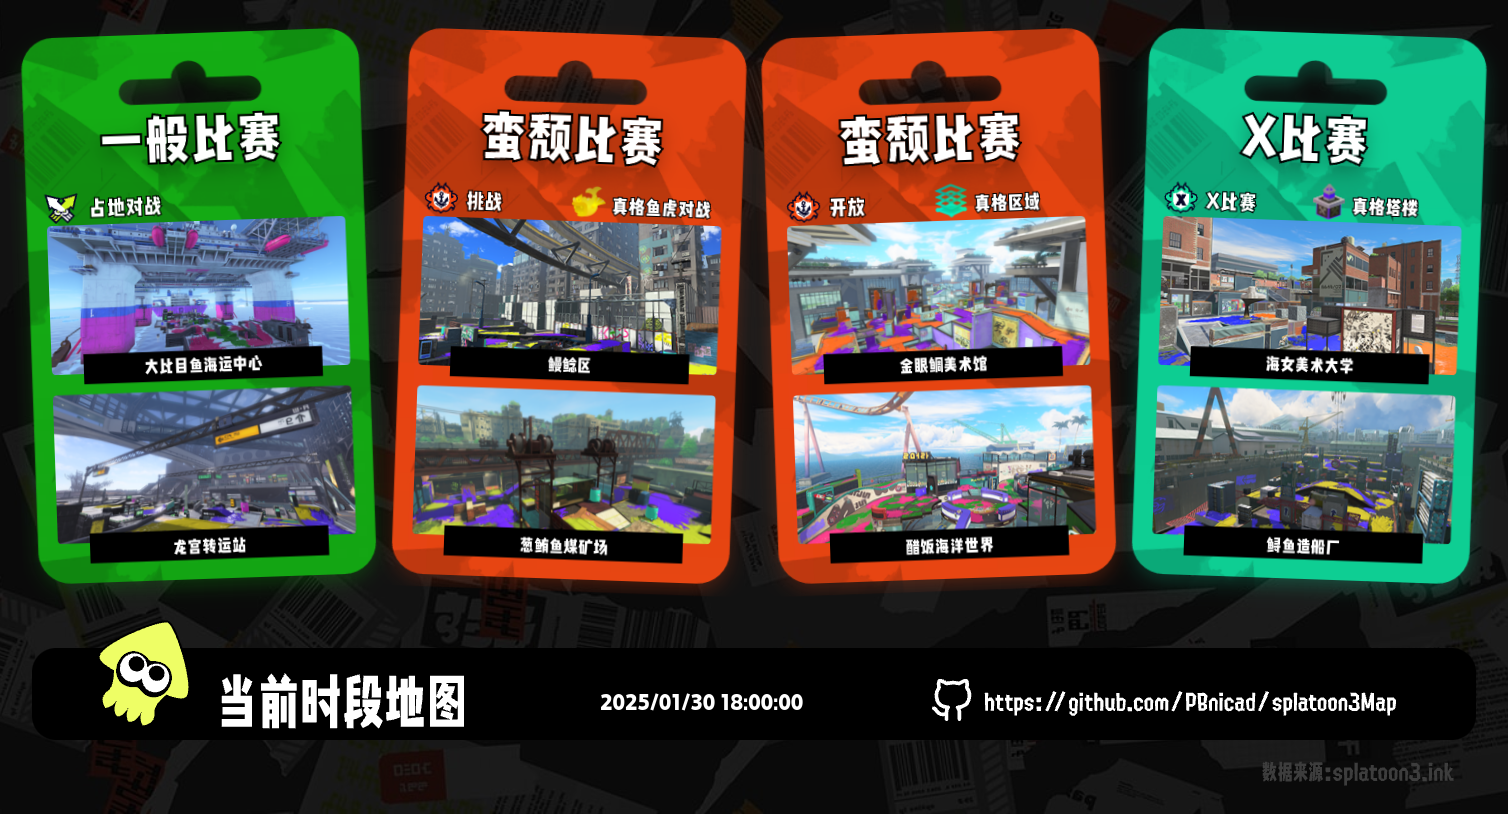 一般比赛
占地对战
大比目鱼海运中心
龙宫转运站
蛮颓比赛
挑战
真格鱼虎对战
鳗鲶区
葱鲔鱼煤矿场
蛮颓比赛
开放
真格区域
金眼鲷美术馆
醋饭海洋世界
X比赛
X比赛
真格塔楼
海女美术大学
鲟鱼造船厂
当前时段地图
2025/01/30 18:00:00
https://github.com/PBnicad/splatoon3Map
数据来源:splatoon3.ink